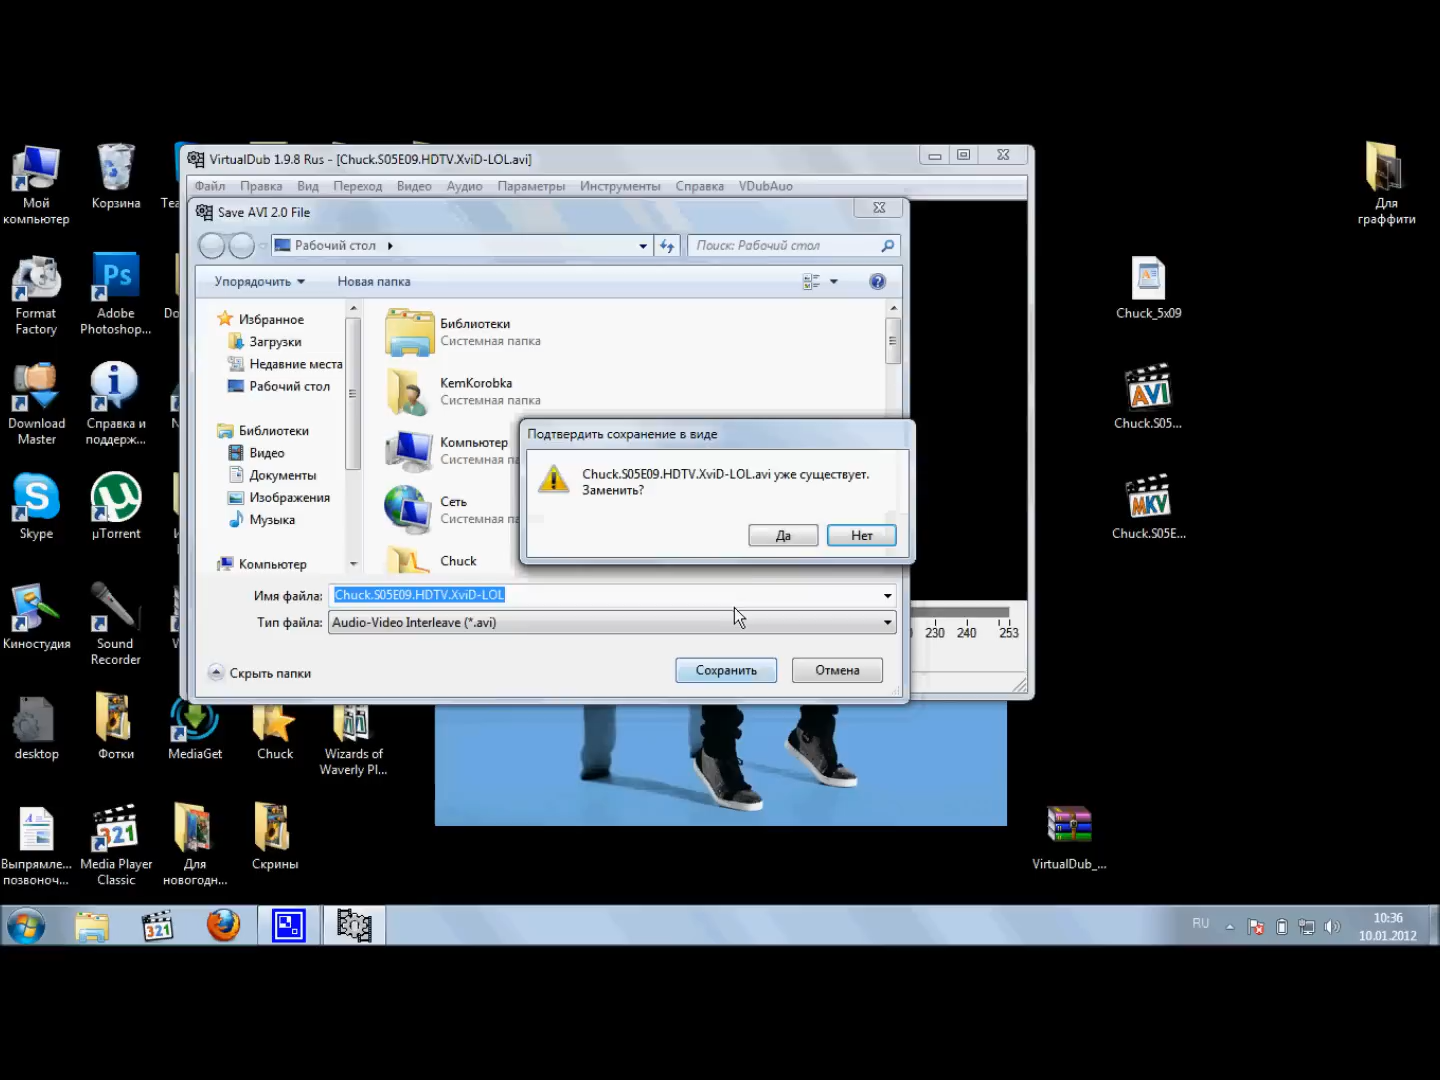 Мой
компьютер
Корзина
Format
Factory
Adobe
Photoshop...
Download
Master
Справка и
поддерж...
Skype
µTorrent
Киностудия
Sound
Recorder
desktop
Фотки
MediaGet
Chuck
Wizards of
Waverly Pl...
Выпрямле...
позвоноч...
Media Player
Classic
Для
новогодн...
Скрины
VirtualDub 1.9.8 Rus - [Chuck.S05E09.HDTV.XviD-LOL.avi]
Файл Правка Вид Переход Видео Аудио Параметры Инструменты Справка VDubAuo
Save AVI 2.0 File
Рабочий стол
Поиск: Рабочий стол
Упорядочить
Новая папка
Избранное
Загрузки
Недавние места
Рабочий стол
Библиотеки
Видео
Документы
Изображения
Музыка
Компьютер
Библиотеки
Системная папка
KemKorobka
Системная папка
Компьютер
Системная па
Сеть
Системная па
Chuck
Подтвердить сохранение в виде
Chuck.S05E09.HDTV.XviD-LOL.avi уже существует.
Заменить?
Да
Нет
Имя файла: Chuck.S05E09.HDTV.XviD-LOL
Тип файла: Audio-Video Interleave (*.avi)
Скрыть папки
Сохранить
Отмена
230 240 253
Для
граффити
Chuck_5x09
AVI
Chuck.S05...
MKV
Chuck.S05E...
VirtualDub_...
RU
10:36
10.01.2012